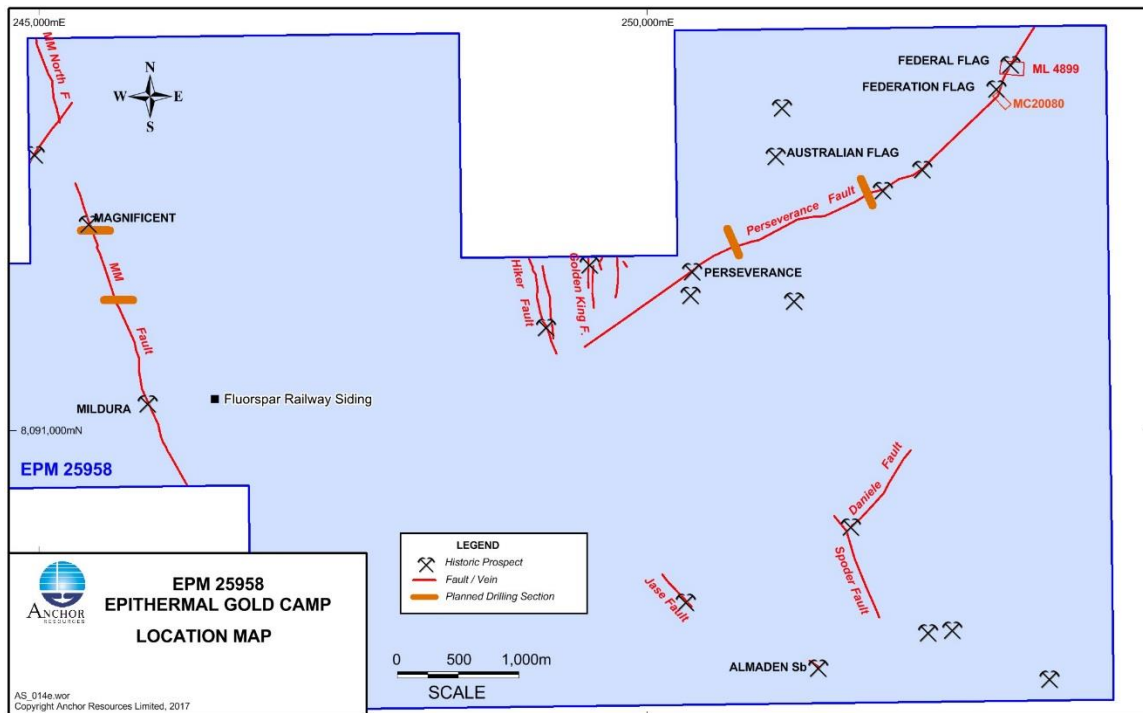 245,000mE
250,000mE
MM North F
N
W E
S
FEDERAL FLAG
ML 4899
FEDERATION FLAG
MC20080
AUSTRALIAN FLAG
Perseverance Fault
MAGNIFICENT
MM Fault
Hiker Fault
Golden King F.
PERSEVERANCE
MILDURA
Fluorspar Railway Siding
8,091,000mN
EPM 25958
Daniele Fault
Spoder Fault
Jase Fault
ALMADEN Sb
LEGEND
Historic Prospect
Fault / Vein
Planned Drilling Section
0 500 1,000m
SCALE
ANCHOR
RESOURCES
EPM 25958
EPITHERMAL GOLD CAMP
LOCATION MAP
AS_014e.wor
Copyright Anchor Resources Limited, 2017